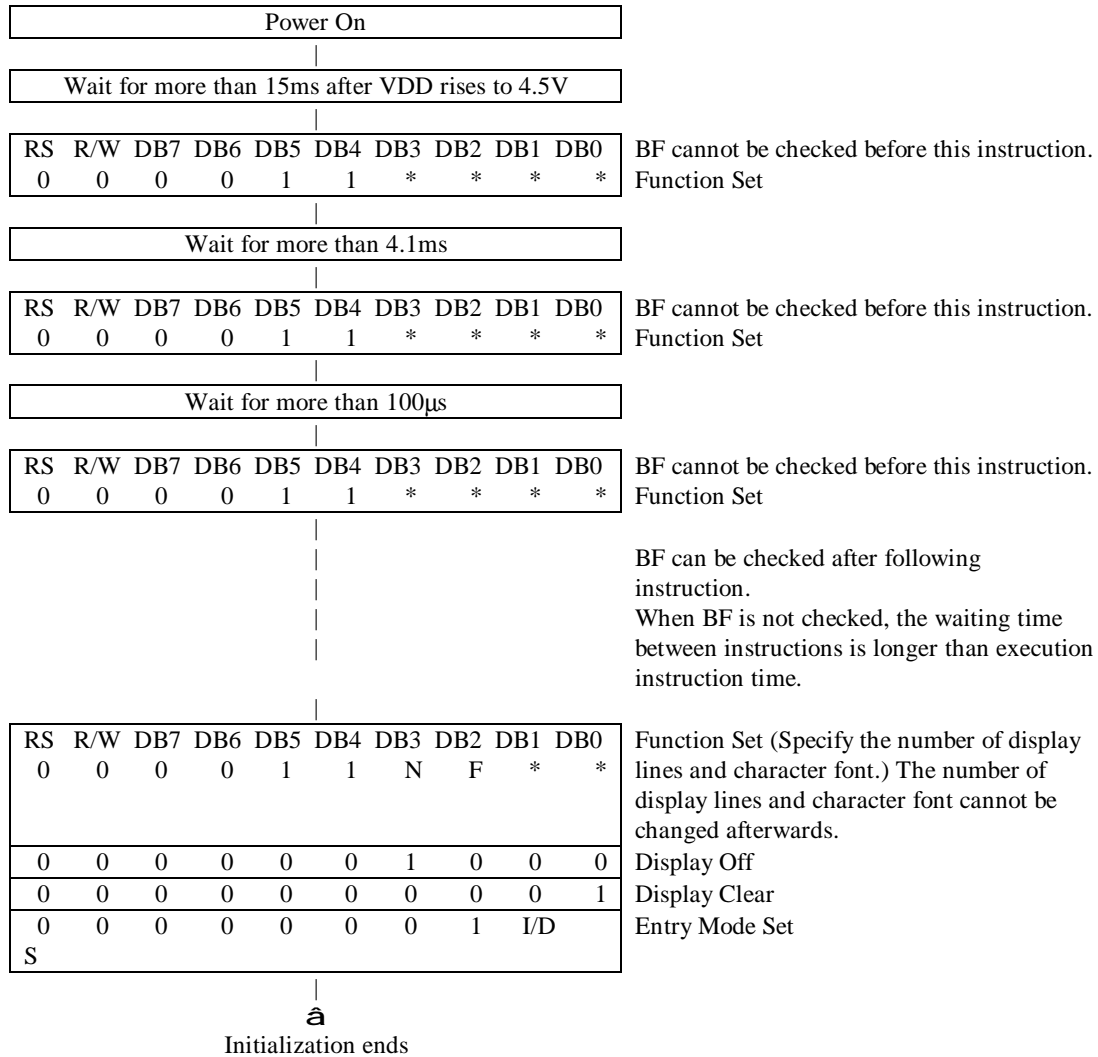 Power On
Wait for more than 15ms after VDD rises to 4.5V
RS R/W DB7 DB6 DB5 DB4 DB3 DB2 DB1 DB0 BF cannot be checked before this instruction.
0 0 0 0 1 1 * * * * Function Set
Wait for more than 4.1ms
RS R/W DB7 DB6 DB5 DB4 DB3 DB2 DB1 DB0 BF cannot be checked before this instruction.
0 0 0 0 1 1 * * * * Function Set
Wait for more than 100µs
RS R/W DB7 DB6 DB5 DB4 DB3 DB2 DB1 DB0 BF cannot be checked before this instruction.
0 0 0 0 1 1 * * * * Function Set
BF can be checked after following
instruction.
When BF is not checked, the waiting time
between instructions is longer than execution
instruction time.
RS R/W DB7 DB6 DB5 DB4 DB3 DB2 DB1 DB0 Function Set (Specify the number of display
0 0 0 0 1 1 N F * * lines and character font.) The number of
display lines and character font cannot be
changed afterwards.
0 0 0 0 0 0 1 0 0 0 Display Off
0 0 0 0 0 0 0 0 0 1 Display Clear
0 0 0 0 0 0 0 1 I/D Entry Mode Set
S
â
Initialization ends